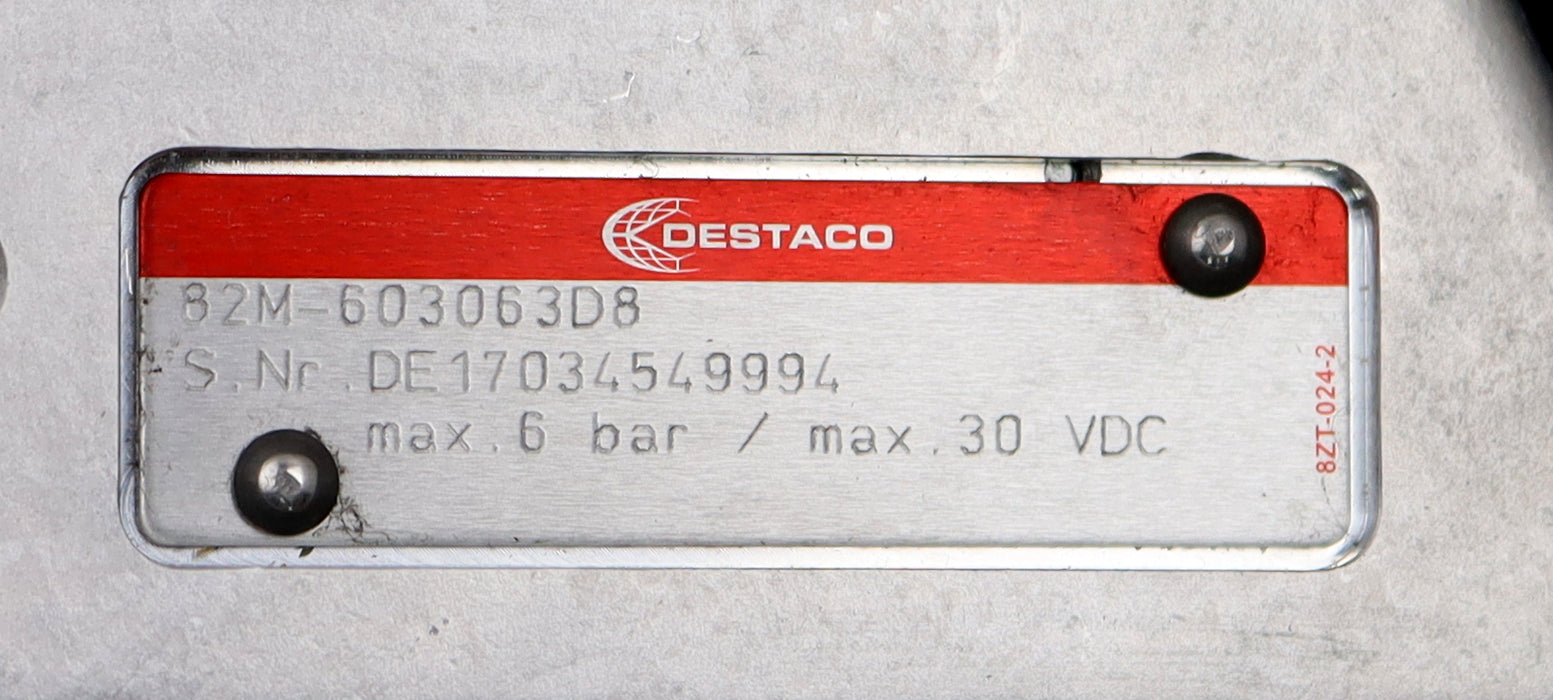 DESTACO
82M-603063D8
S.Nr.DE17034549994
max.6 bar / max.30 VDC
8ZT-024-2